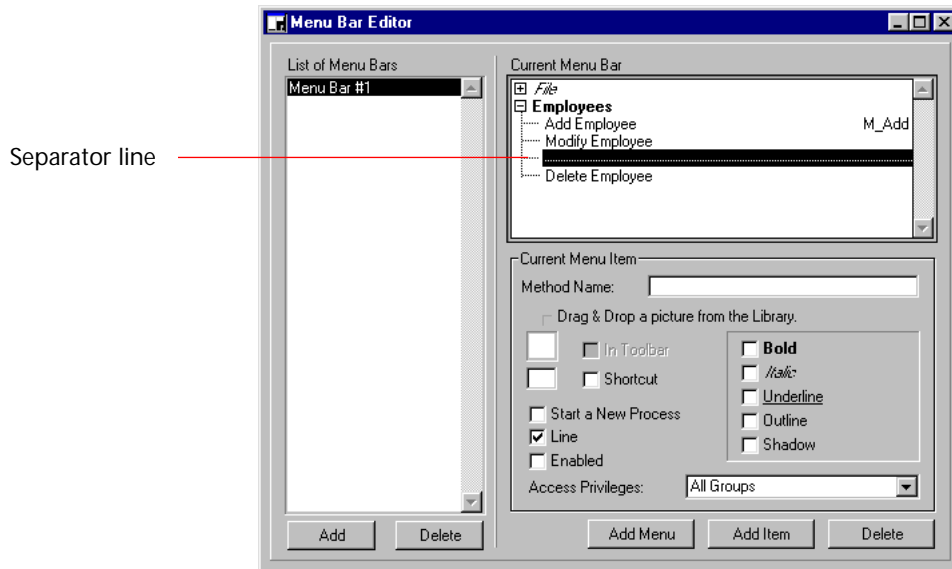 Menu Bar Editor
List of Menu Bars
Menu Bar #1
Current Menu Bar
File
Employees
Add Employee M_Add
Modify Employee
Separator line
Delete Employee
Current Menu Item
Method Name:
Drag & Drop a picture from the Library.
In Toolbar
Shortcut
Start a New Process
Line
Enabled
Bold
Italic
Underline
Outline
Shadow
Access Privileges: All Groups
Add Delete
Add Menu Add Item Delete